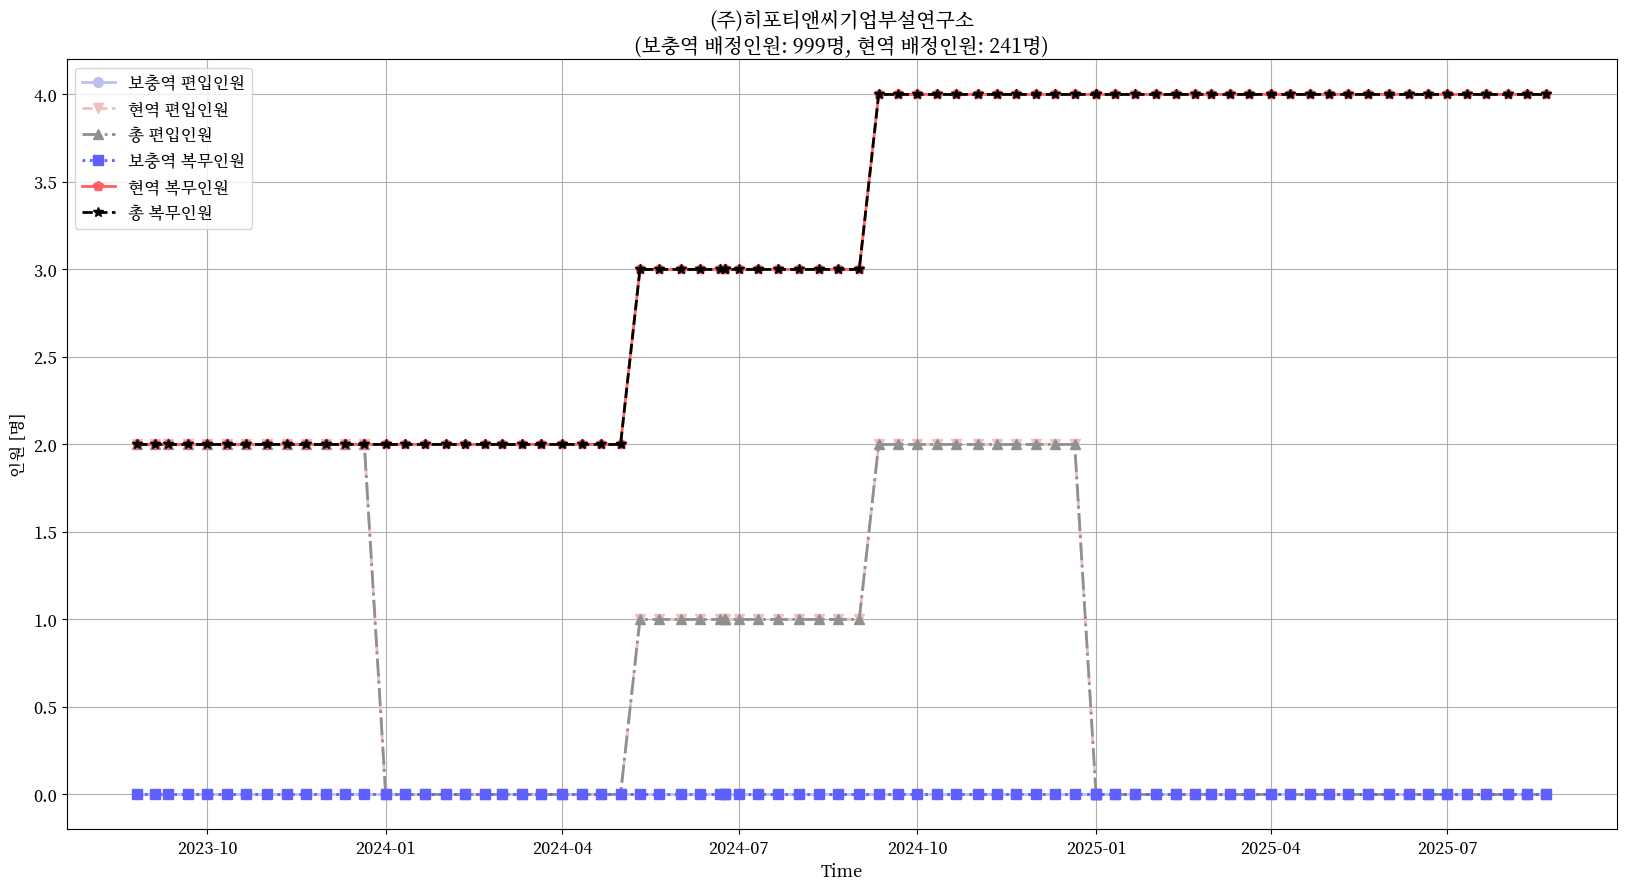 (주)히포티앤씨기업부설연구소
(보충역 배정인원: 999명, 현역 배정인원: 241명)
보충역 편입인원
현역 편입인원
총 편입인원
보충역 복무인원
현역 복무인원
총 복무인원
4.0
3.5
3.0
2.5
2.0
1.5
1.0
0.5
0.0
인원 [명]
2023-10
2024-01
2024-04
2024-07
2024-10
2025-01
2025-04
2025-07
Time